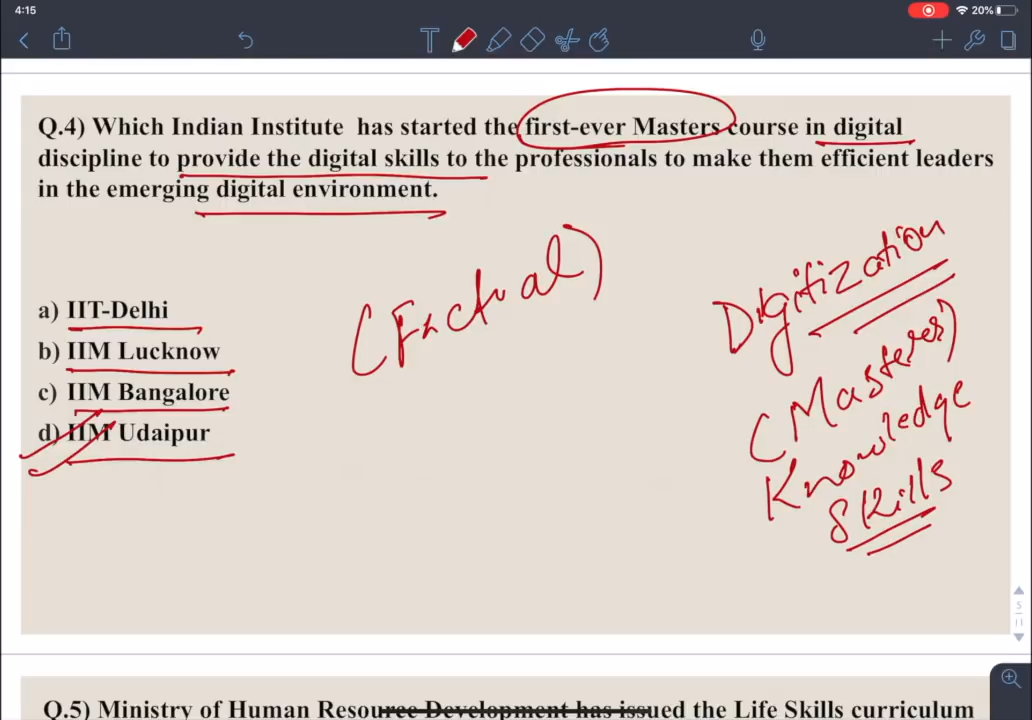 4:15
20%
T
Q.4) Which Indian Institute has started the first-ever Masters course in digital
discipline to provide the digital skills to the professionals to make them efficient leaders
in the emerging digital environment.
(Factual)
Digitization
(Masterer)
Knowledge
Skills
a) IIT-Delhi
b) IIM Lucknow
c) IIM Bangalore
d) IIM Udaipur
5
11
Q.5) Ministry of Human Resource Development has issued the Life Skills curriculum